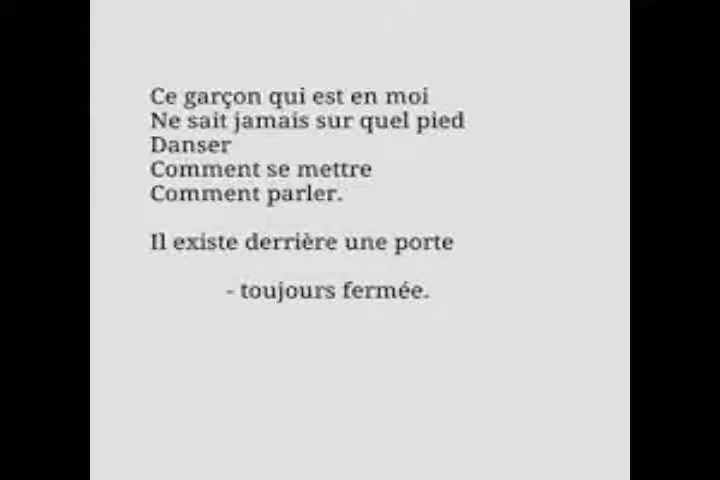 Ce garçon qui est en moi
Ne sait jamais sur quel pied
Danser
Comment se mettre
Comment parler.
Il existe derrière une porte
- toujours fermée.